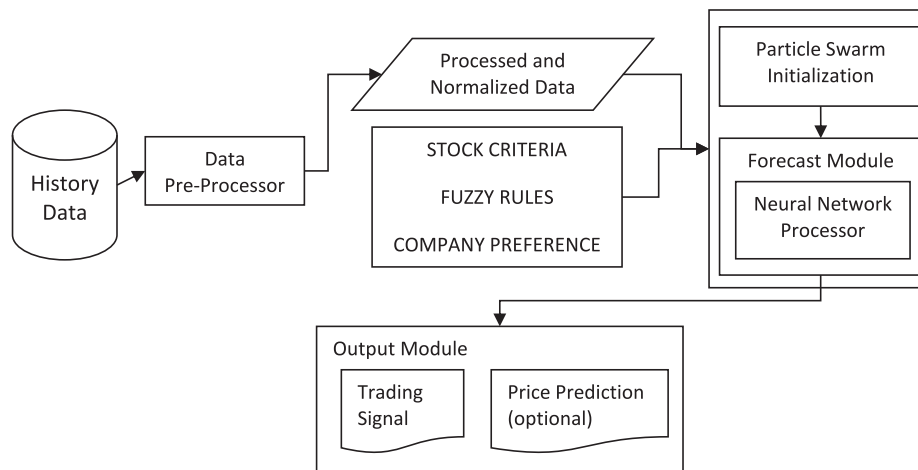 History
Data
Data
Pre-Processor
Processed and
Normalized Data
STOCK CRITERIA
FUZZY RULES
COMPANY PREFERENCE
Particle Swarm
Initialization
Forecast Module
Neural Network
Processor
Output Module
Trading
Signal
Price Prediction
(optional)